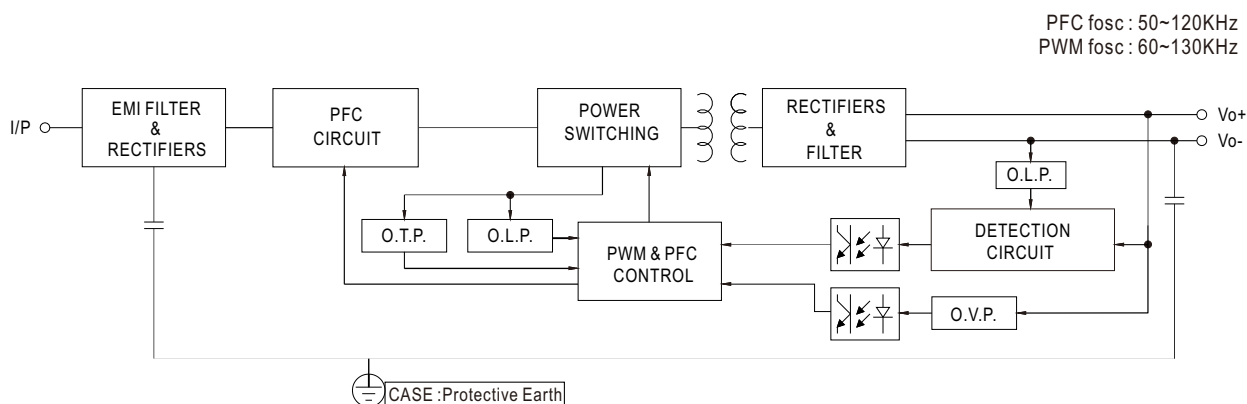 PFC fosc : 50~120KHz
PWM fosc : 60~130KHz
I/P
EMI FILTER
&
RECTIFIERS
PFC
CIRCUIT
POWER
SWITCHING
RECTIFIERS
&
FILTER
Vo+
Vo-
O.L.P.
O.T.P.
O.L.P.
PWM & PFC
CONTROL
DETECTION
CIRCUIT
O.V.P.
CASE :Protective Earth